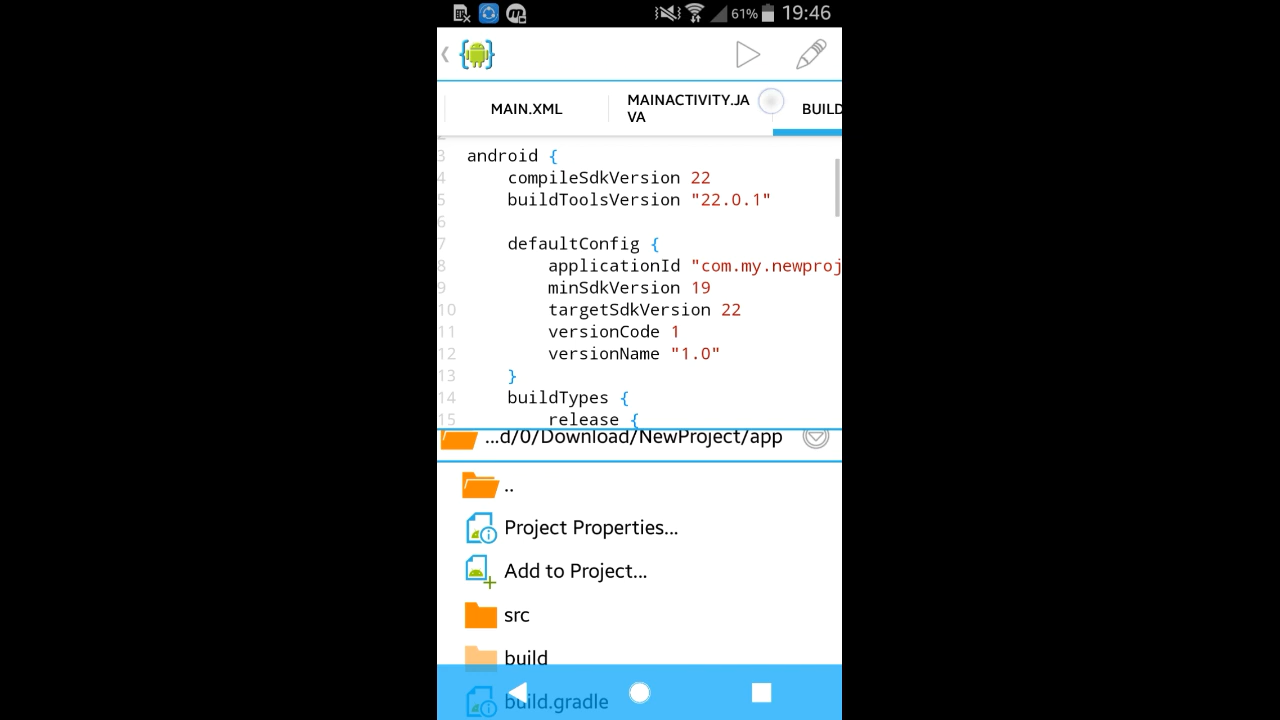 61% 19:46
MAIN.XML
MAINACTIVITY.JA
VA
BUILD
3 android {
4 compileSdkVersion 22
5 buildToolsVersion "22.0.1"
6
7 defaultConfig {
8 applicationId "com.my.newproj
9 minSdkVersion 19
10 targetSdkVersion 22
11 versionCode 1
12 versionName "1.0"
13 }
14 buildTypes {
15 release {
...d/0/Download/NewProject/app
..
Project Properties...
Add to Project...
src
build
build.gradle